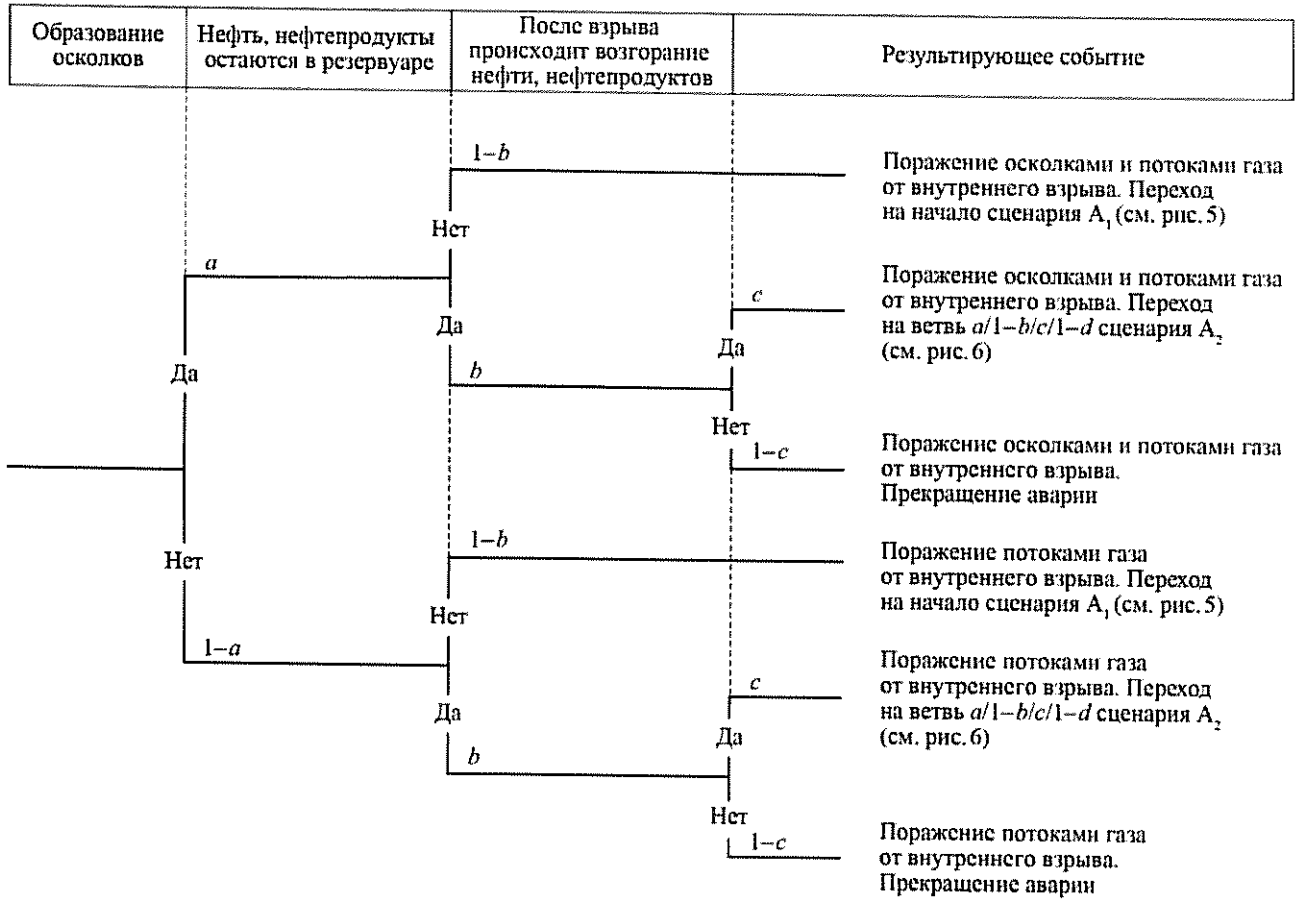 Образование
осколков
Нефть, нефтепродукты
остаются в резервуаре
После взрыва
происходит возгорание
нефти, нефтепродуктов
Результирующее событие
1–b
Поражение осколками и потоками газа
от внутреннего взрыва. Переход
на начало сценария А₁ (см. рис. 5)
Нет
a
Поражение осколками и потоками газа
от внутреннего взрыва. Переход
на ветвь a/1–b/c/1–d сценария А₂
(см. рис. 6)
c
Да
Да
Да
b
Нет
1–c
Поражение осколками и потоками газа
от внутреннего взрыва.
Прекращение аварии
1–b
Поражение потоками газа
от внутреннего взрыва. Переход
на начало сценария А₁ (см. рис. 5)
Нет
Нет
1–a
Поражение потоками газа
от внутреннего взрыва. Переход
на ветвь a/1–b/c/1–d сценария А₂
(см. рис. 6)
c
Да
Да
b
Нет
1–c
Поражение потоками газа
от внутреннего взрыва.
Прекращение аварии